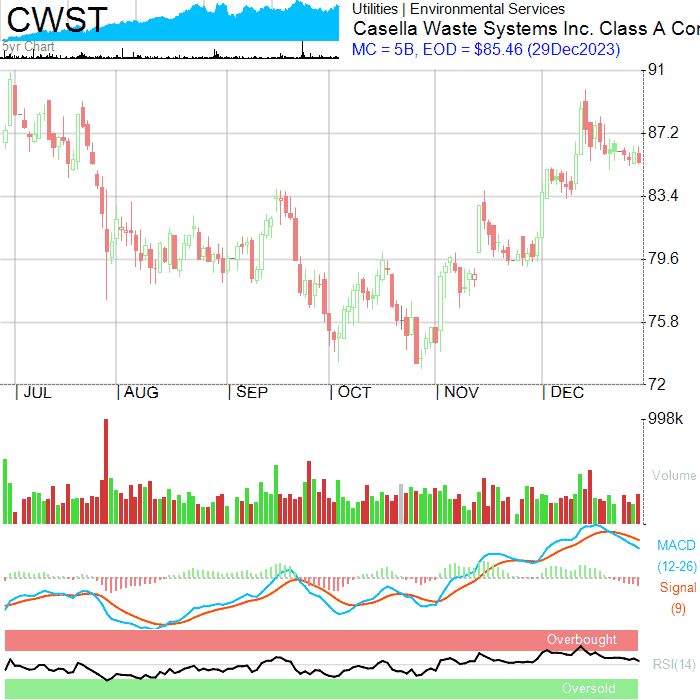 CWST
5yr Chart
Utilities | Environmental Services
Casella Waste Systems Inc. Class A Cor
MC = 5B, EOD = $85.46 (29Dec2023)
91
87.2
83.4
79.6
75.8
72
| JUL | AUG | SEP | OCT | NOV | DEC
998k
Volume
MACD
(12-26)
Signal
(9)
Overbought
RSI(14)
Oversold